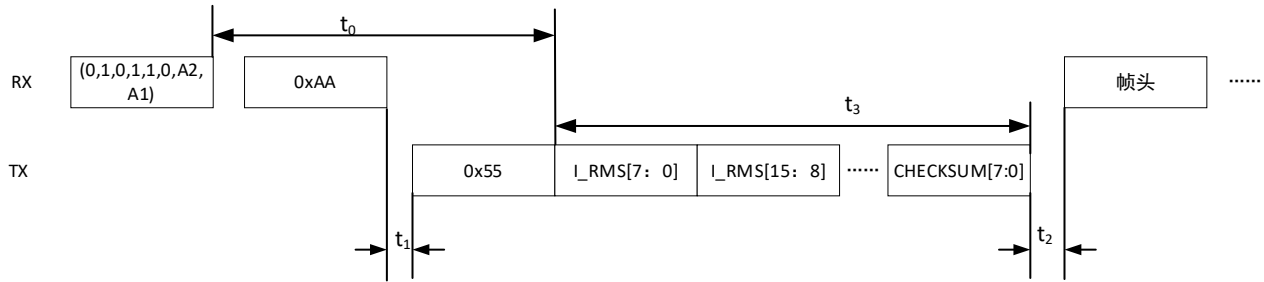 t0
RX
(0,1,0,1,1,0,A2,
A1)
0xAA
帧头
……
t3
TX
0x55
I_RMS[7：0]
I_RMS[15：8]
……
CHECKSUM[7:0]
t1
t2